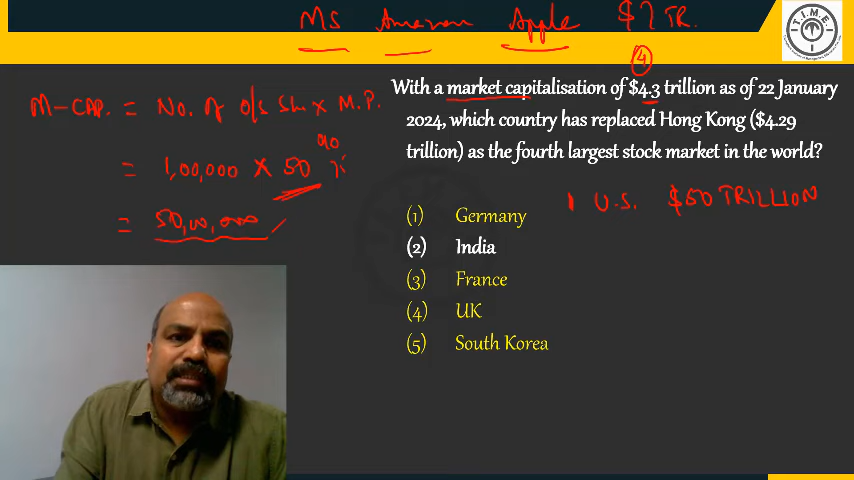 MS Amazon Apple $7 TR.
T.I.M.E.
4
With a market capitalisation of $4.3 trillion as of 22 January
2024, which country has replaced Hong Kong ($4.29
trillion) as the fourth largest stock market in the world?
M-CAP. = No. of o/s Sh. x M.P.
90
= 1,00,000 x 50
= 50,00,000
1 U.S. $50 TRILLION
(1) Germany
(2) India
(3) France
(4) UK
(5) South Korea